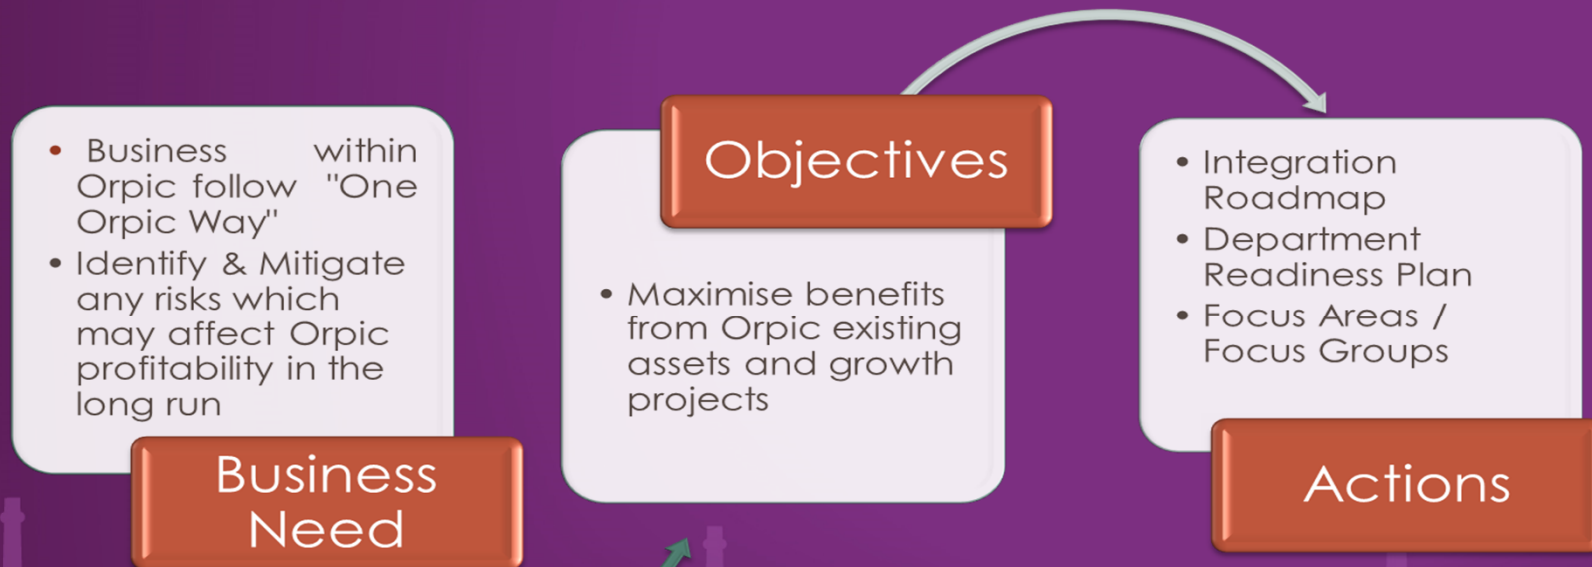 • Business within
Orpic follow "One
Orpic Way"
• Identify & Mitigate
any risks which
may affect Orpic
profitability in the
long run
Business
Need
Objectives
• Maximise benefits
from Orpic existing
assets and growth
projects
• Integration
Roadmap
• Department
Readiness Plan
• Focus Areas /
Focus Groups
Actions